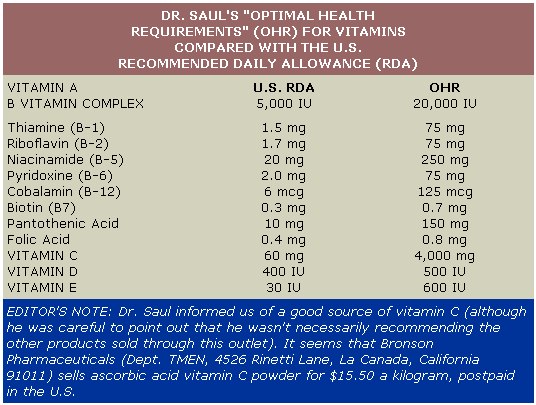 DR. SAUL'S "OPTIMAL HEALTH
REQUIREMENTS" (OHR) FOR VITAMINS
COMPARED WITH THE U.S.
RECOMMENDED DAILY ALLOWANCE (RDA)
VITAMIN A U.S. RDA OHR
B VITAMIN COMPLEX 5,000 IU 20,000 IU
Thiamine (B-1) 1.5 mg 75 mg
Riboflavin (B-2) 1.7 mg 75 mg
Niacinamide (B-5) 20 mg 250 mg
Pyridoxine (B-6) 2.0 mg 75 mg
Cobalamin (B-12) 6 mcg 125 mcg
Biotin (B7) 0.3 mg 0.7 mg
Pantothenic Acid 10 mg 150 mg
Folic Acid 0.4 mg 0.8 mg
VITAMIN C 60 mg 4,000 mg
VITAMIN D 400 IU 500 IU
VITAMIN E 30 IU 600 IU
EDITOR'S NOTE: Dr. Saul informed us of a good source of vitamin C (although
he was careful to point out that he wasn't necessarily recommending the
other products sold through this outlet). It seems that Bronson
Pharmaceuticals (Dept. TMEN, 4526 Rinetti Lane, La Canada, California
91011) sells ascorbic acid vitamin C powder for $15.50 a kilogram, postpaid
in the U.S.